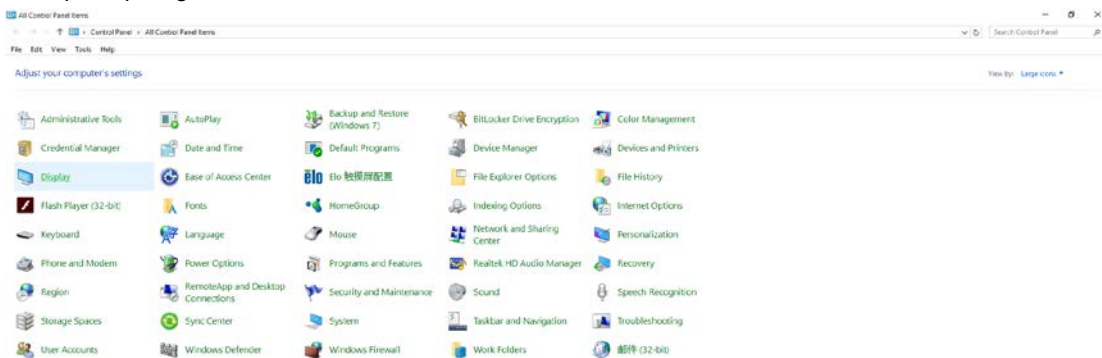 All Control Panel Items
Control Panel › All Control Panel Items
Search Control Panel
File Edit View Tools Help
Adjust your computer's settings
View by: Large icons
Administrative Tools
AutoPlay
Backup and Restore
(Windows 7)
BitLocker Drive Encryption
Color Management
Credential Manager
Date and Time
Default Programs
Device Manager
Devices and Printers
Display
Ease of Access Center
elo
Elo 触摸屏配置
File Explorer Options
File History
Flash Player (32-bit)
Fonts
HomeGroup
Indexing Options
Internet Options
Keyboard
Language
Mouse
Network and Sharing
Center
Personalization
Phone and Modem
Power Options
Programs and Features
Realtek HD Audio Manager
Recovery
Region
RemoteApp and Desktop
Connections
Security and Maintenance
Sound
Speech Recognition
Storage Spaces
Sync Center
System
Taskbar and Navigation
Troubleshooting
User Accounts
Windows Defender
Windows Firewall
Work Folders
邮件 (32-bit)